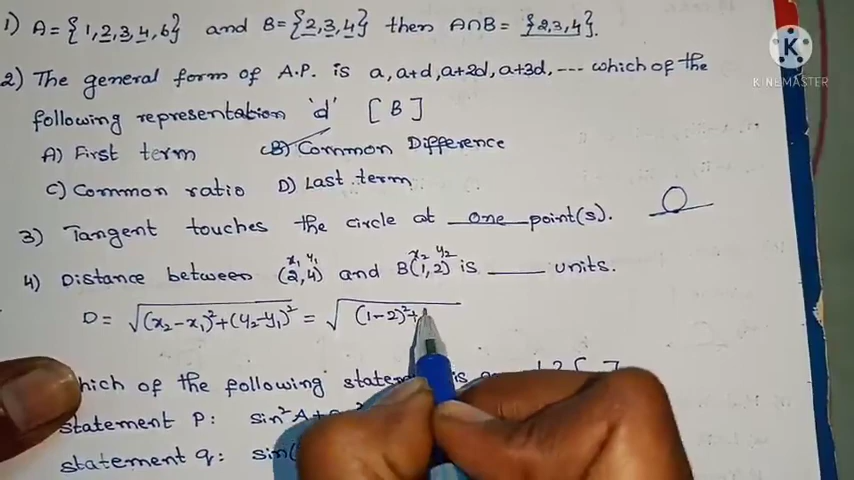 1) A = {1,2,3,4,6} and B = {2,3,4} then A∩B = {2,3,4}.
2) The general form of A.P. is a, a+d, a+2d, a+3d, ---- which of the
following representation 'd' [B]
A) First term B) Common Difference
C) Common ratio D) Last term
3) Tangent touches the circle at one point(s).
x₁ y₁ x₂ y₂
4) Distance between (2,4) and B(1,2) is ____ units.
D = √(x₂-x₁)²+(y₂-y₁)² = √(1-2)²+
which of the following
statement P: sin²A+
statement q: sin
K
KINEMASTER